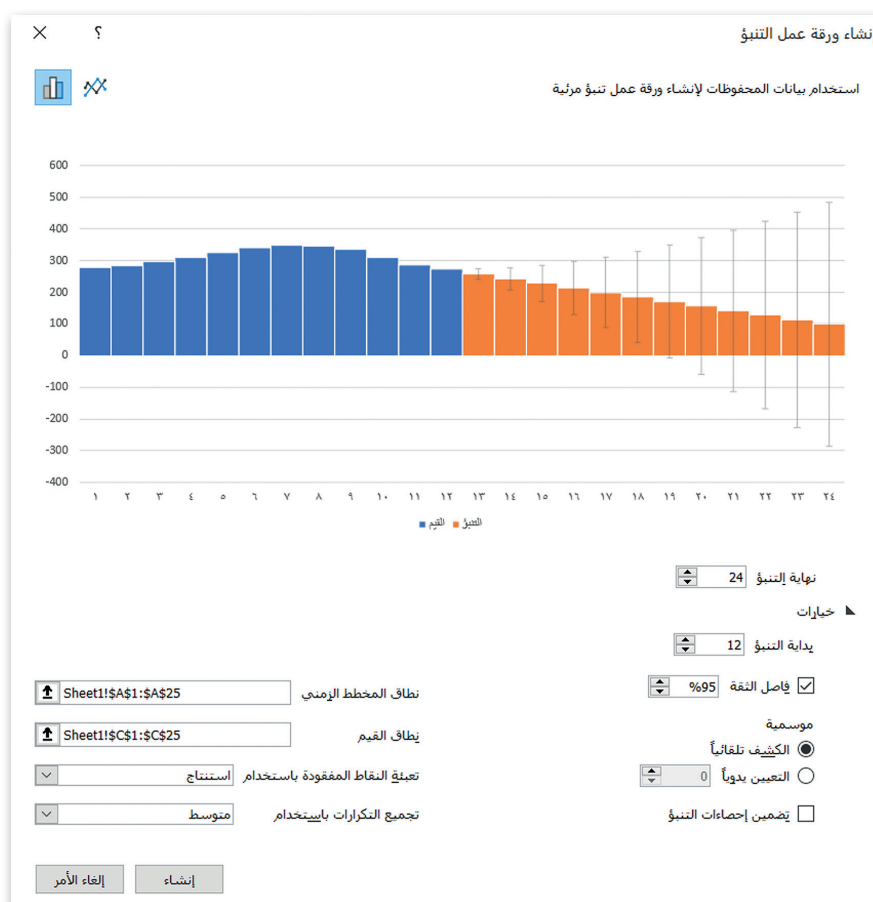 نشاء ورقة عمل التنبؤ
؟
استخدام بيانات المحفوظات لإنشاء ورقة عمل تنبؤ مرئية
600
500
400
300
200
100
0
-100
-200
-300
-400
١ ٢ ٣ ٤ ٥ ٦ ٧ ٨ ٩ ١٠ ١١ ١٢ ١٣ ١٤ ١٥ ١٦ ١٧ ١٨ ١٩ ٢٠ ٢١ ٢٢ ٢٣ ٢٤
التنبؤ القيم
نهاية التنبؤ 24
خيارات
بداية التنبؤ 12
فاصل الثقة %95
موسمية
الكشف تلقائياً
التعيين يدوياً 0
تضمين إحصاءات التنبؤ
نطاق المخطط الزمني Sheet1!$A$1:$A$25
نطاق القيم Sheet1!$C$1:$C$25
تعبئة النقاط المفقودة باستخدام استنتاج
تجميع التكرارات باستخدام متوسط
إنشاء إلغاء الأمر